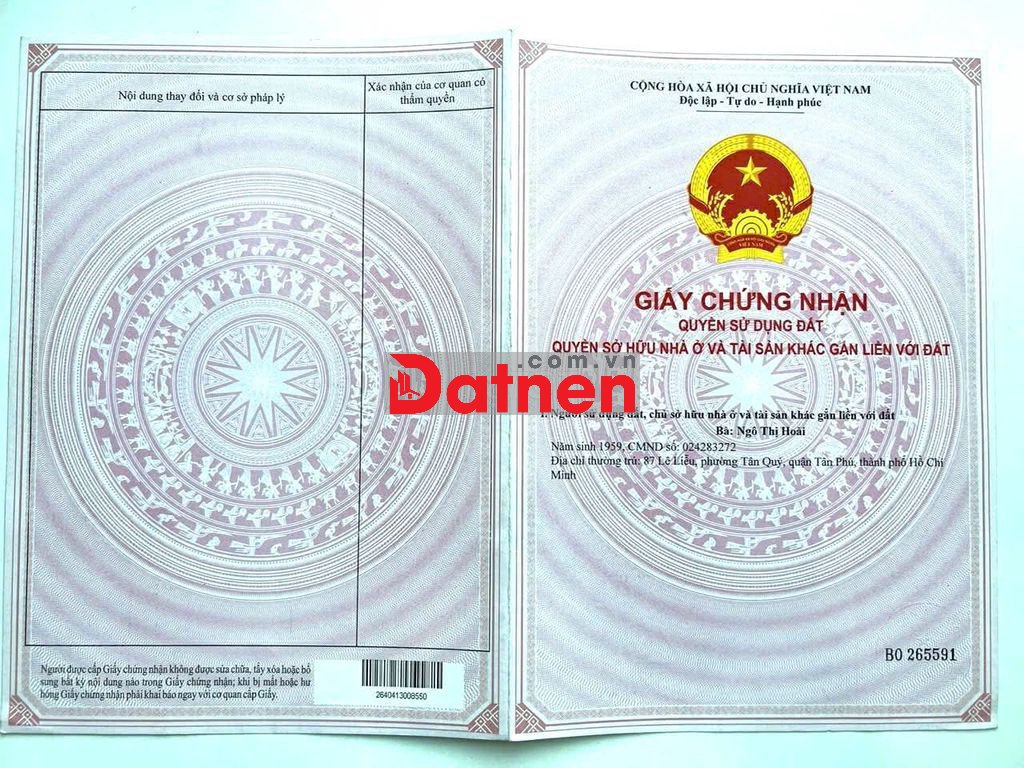 Nội dung thay đổi và cơ sở pháp lý
Xác nhận của cơ quan có
thẩm quyền
Người được cấp Giấy chứng nhận không được sửa chữa, tẩy xóa hoặc bổ
sung bất kỳ nội dung nào trong Giấy chứng nhận; khi bị mất hoặc hư
hỏng Giấy chứng nhận phải khai báo ngay với cơ quan cấp Giấy.
2640413008550
CỘNG HÒA XÃ HỘI CHỦ NGHĨA VIỆT NAM
Độc lập - Tự do - Hạnh phúc
VIỆT NAM
GIẤY CHỨNG NHẬN
QUYỀN SỬ DỤNG ĐẤT
QUYỀN SỞ HỮU NHÀ Ở VÀ TÀI SẢN KHÁC GẮN LIỀN VỚI ĐẤT
.com.vn
Datnen
I. Người sử dụng đất, chủ sở hữu nhà ở và tài sản khác gắn liền với đất
Bà: Ngô Thị Hoài
Năm sinh 1959, CMND số: 024283272
Địa chỉ thường trú: 87 Lê Liễu, phường Tân Quý, quận Tân Phú, thành phố Hồ Chí
Minh
BO 265591